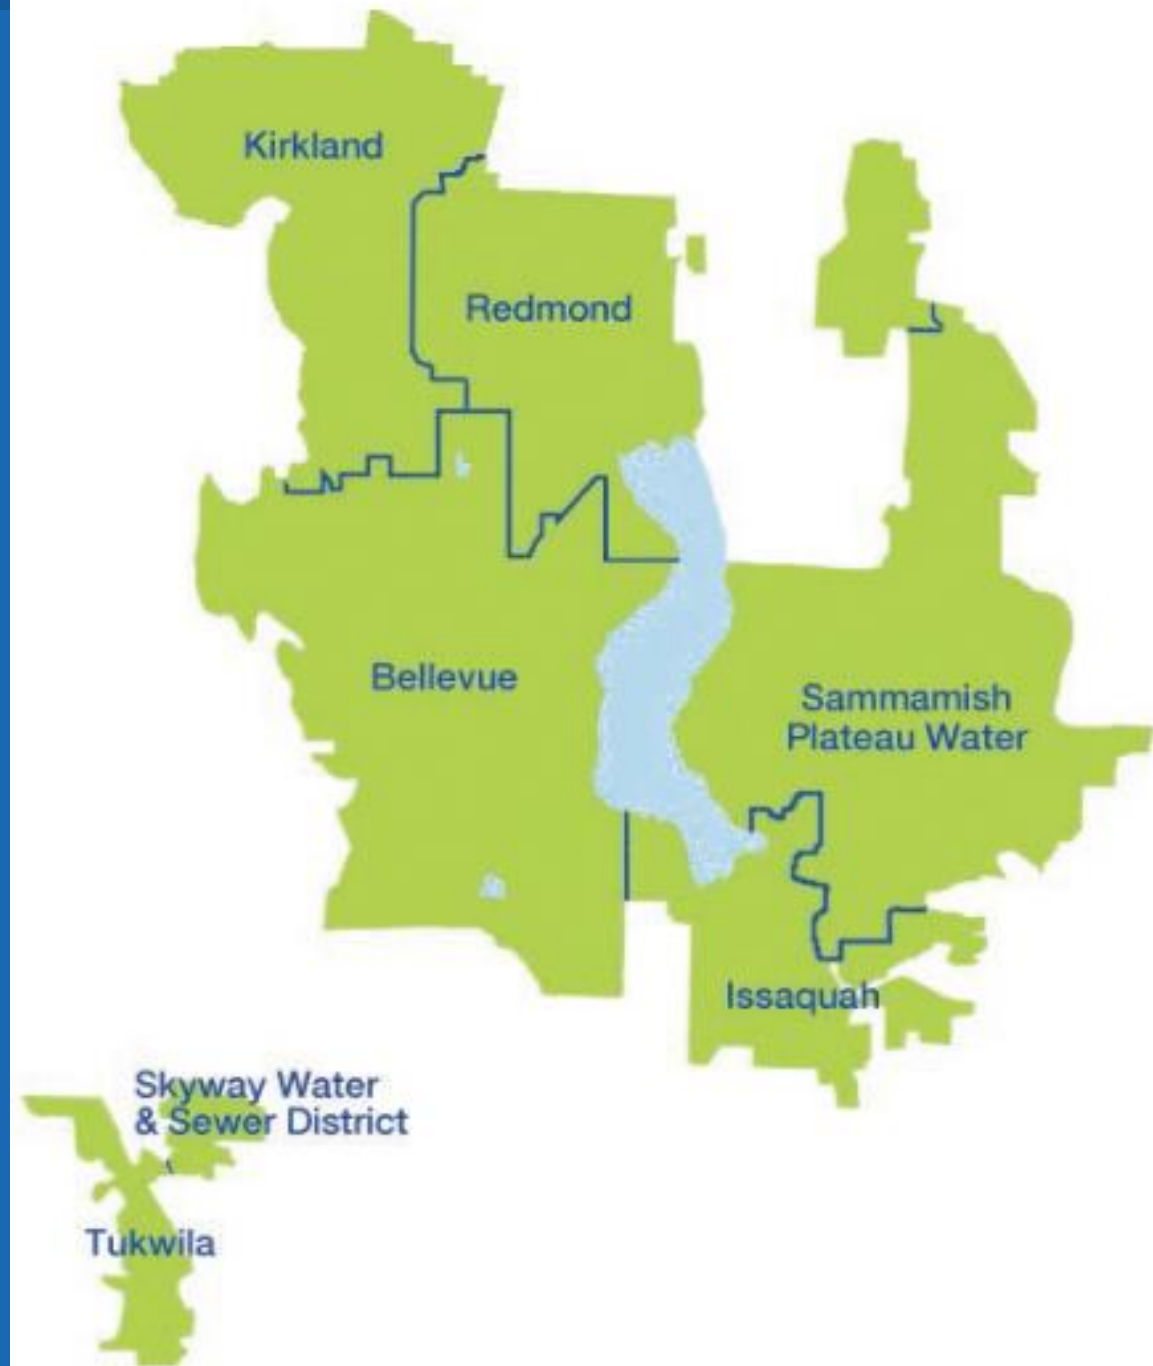 Kirkland
Redmond
Bellevue
Sammamish
Plateau Water
Issaquah
Skyway Water
& Sewer District
Tukwila